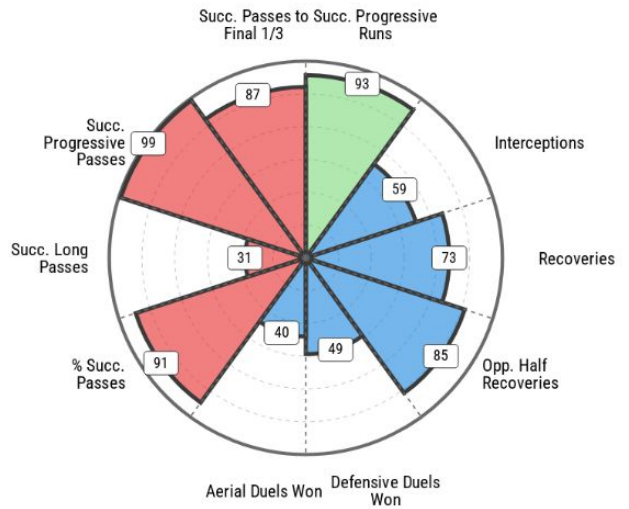 Succ. Passes to
Final 1/3
Succ. Progressive
Runs
93
Interceptions
59
Recoveries
73
Opp. Half
Recoveries
85
Defensive Duels
Won
49
Aerial Duels Won
40
% Succ.
Passes
91
Succ. Long
Passes
31
Succ.
Progressive
Passes
99
87